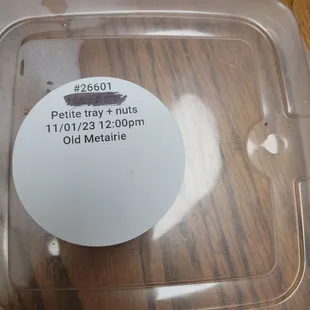 #26601
Petite tray + nuts
11/01/23 12:00pm
Old Metairie